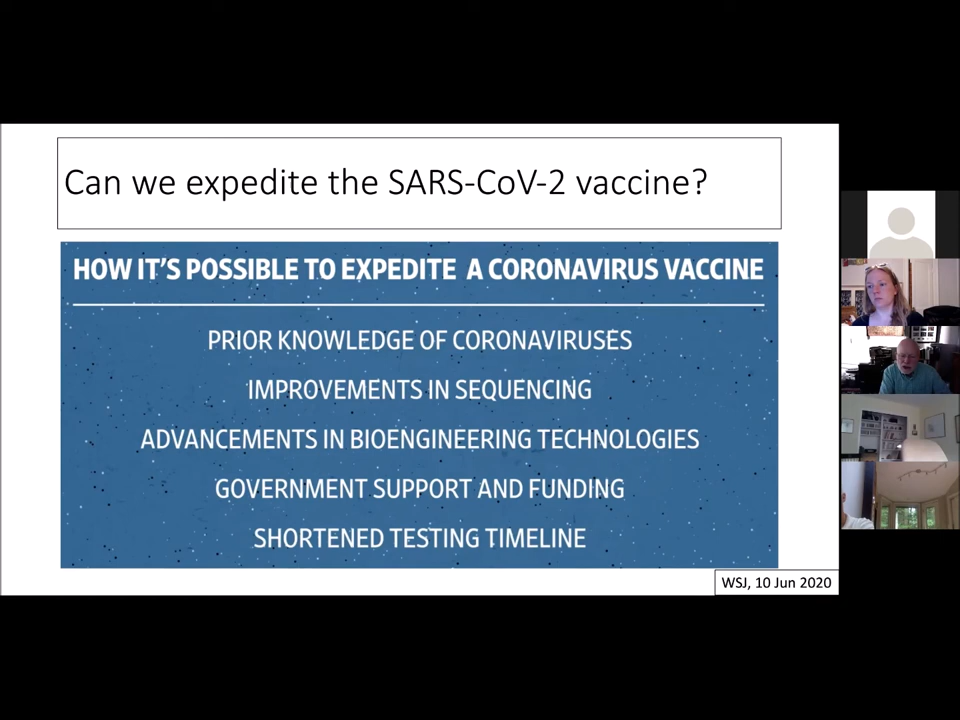 Can we expedite the SARS-CoV-2 vaccine?
HOW IT'S POSSIBLE TO EXPEDITE A CORONAVIRUS VACCINE
PRIOR KNOWLEDGE OF CORONAVIRUSES
IMPROVEMENTS IN SEQUENCING
ADVANCEMENTS IN BIOENGINEERING TECHNOLOGIES
GOVERNMENT SUPPORT AND FUNDING
SHORTENED TESTING TIMELINE
WSJ, 10 Jun 2020